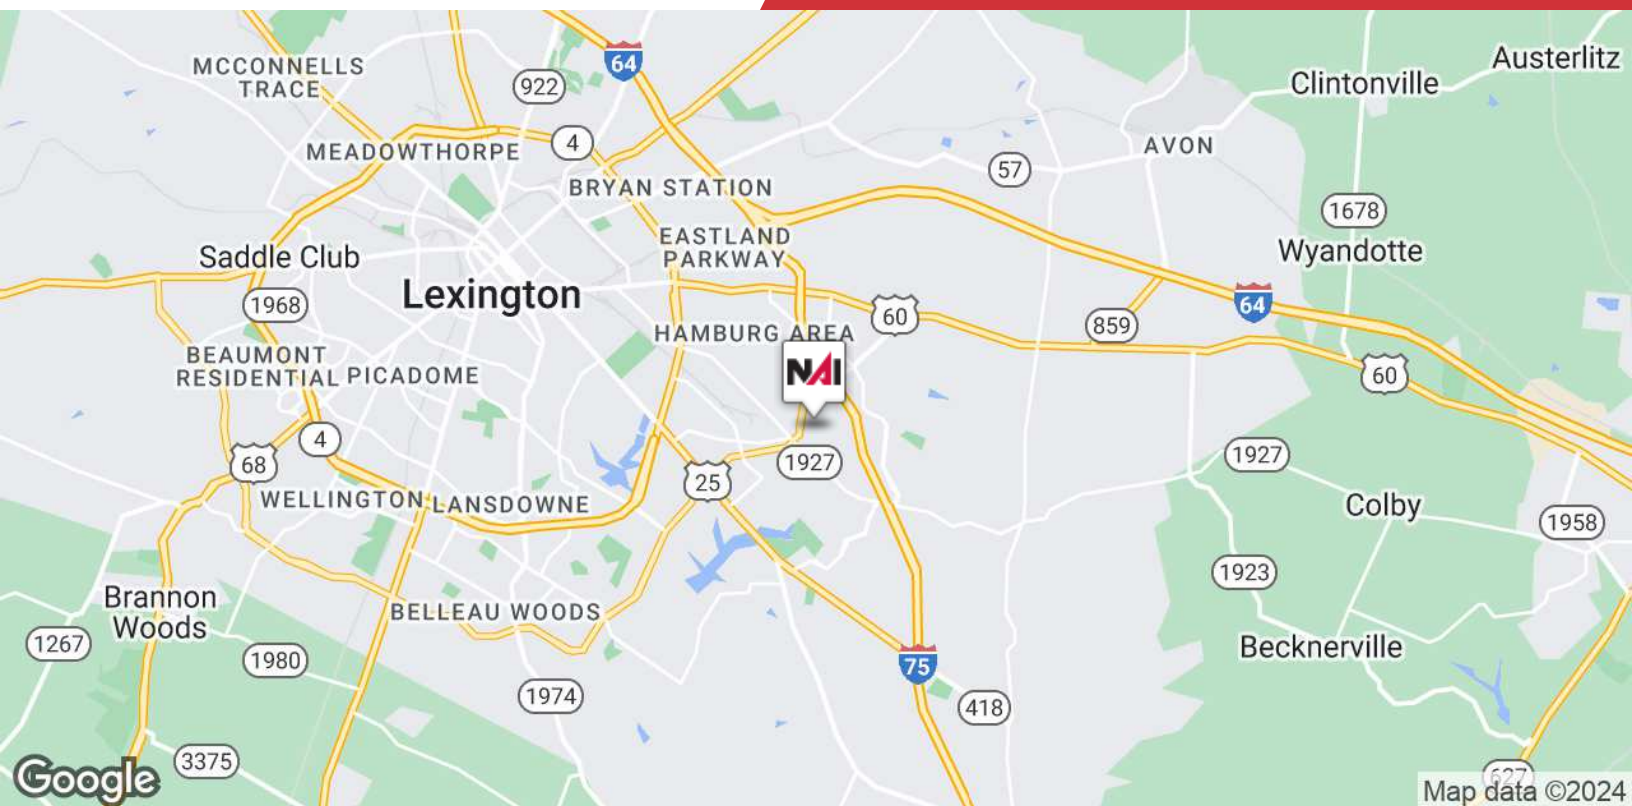 MCCONNELLS
TRACE
922
64
Clintonville
Austerlitz
4
MEADOWTHORPE
AVON
57
BRYAN STATION
1678
EASTLAND
PARKWAY
Wyandotte
Saddle Club
Lexington
1968
64
60
859
HAMBURG AREA
BEAUMONT
RESIDENTIAL
PICADOME
NAI
60
4
68
1927
1927
25
WELLINGTON
LANSDOWNE
Colby
1958
1923
Brannon
Woods
BELLEAU WOODS
1267
1980
Becknerville
75
1974
418
3375
Google
627
Map data ©2024